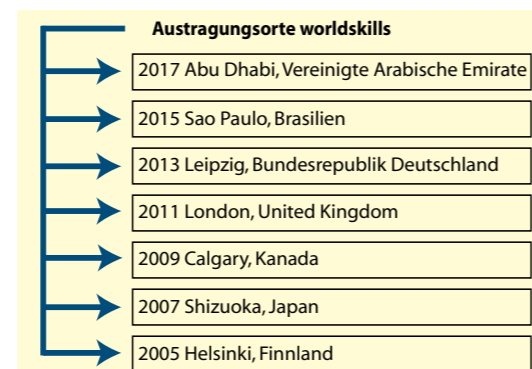 Austragungsorte worldskills
2017 Abu Dhabi, Vereinigte Arabische Emirate
2015 Sao Paulo, Brasilien
2013 Leipzig, Bundesrepublik Deutschland
2011 London, United Kingdom
2009 Calgary, Kanada
2007 Shizuoka, Japan
2005 Helsinki, Finnland